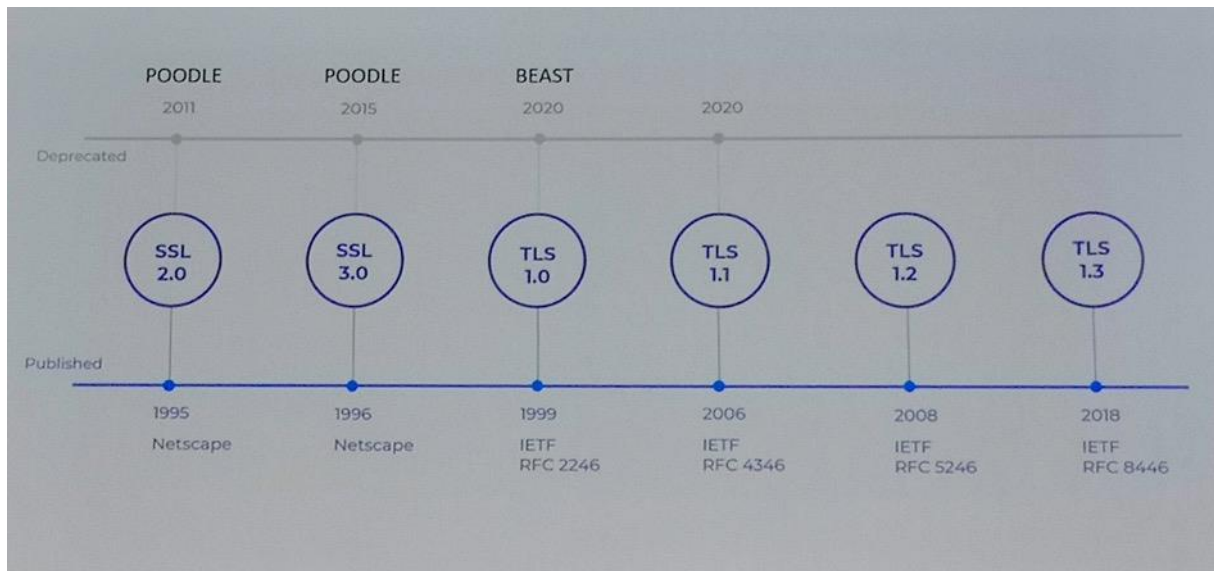 POODLE POODLE BEAST
2011 2015 2020 2020
Deprecated
SSL 2.0
SSL 3.0
TLS 1.0
TLS 1.1
TLS 1.2
TLS 1.3
Published
1995 1996 1999 2006 2008 2018
Netscape Netscape IETF IETF IETF IETF
RFC 2246 RFC 4346 RFC 5246 RFC 8446